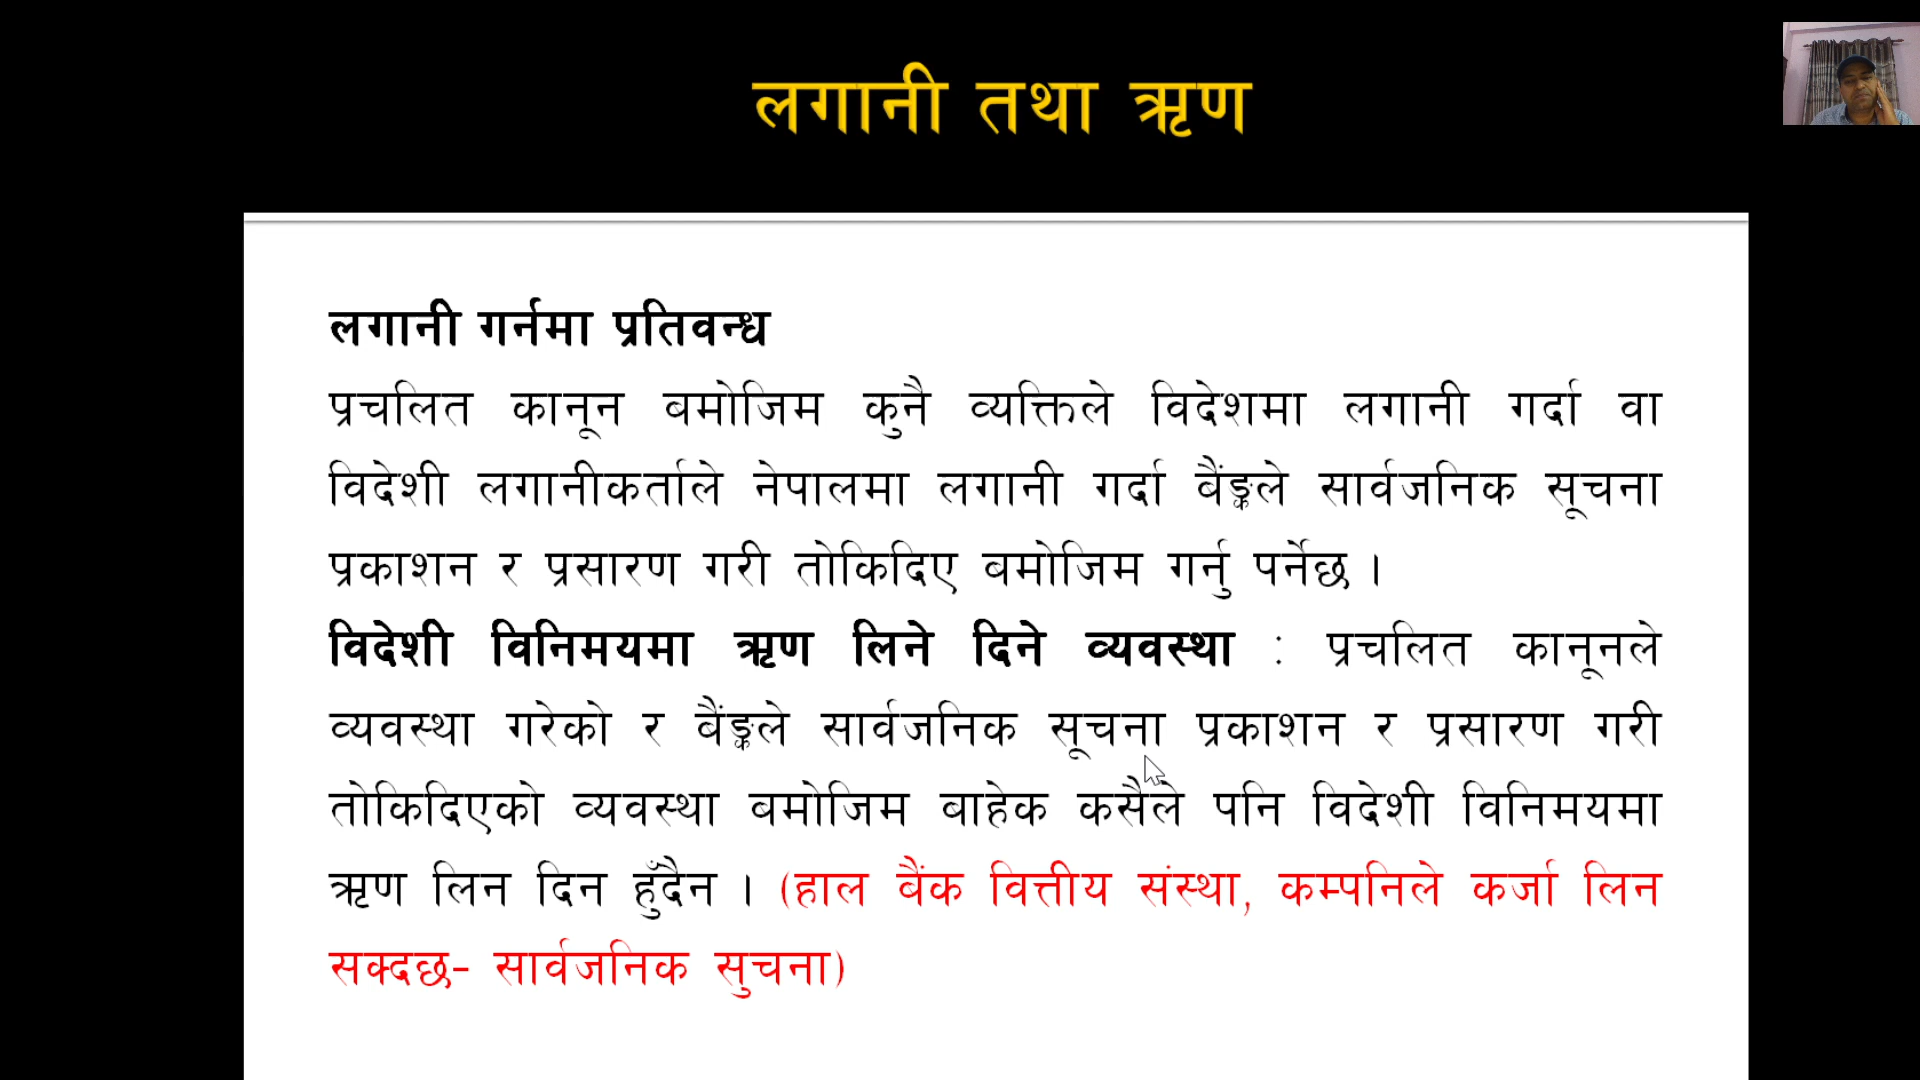 लगानी तथा ऋण
लगानी गर्नमा प्रतिवन्ध
प्रचलित कानून बमोजिम कुनै व्यक्तिले विदेशमा लगानी गर्दा वा
विदेशी लगानीकर्ताले नेपालमा लगानी गर्दा बैंङ्कले सार्वजनिक सूचना
प्रकाशन र प्रसारण गरी तोकिदिए बमोजिम गर्नु पर्नेछ ।
विदेशी विनिमयमा ऋण लिने दिने व्यवस्था : प्रचलित कानूनले
व्यवस्था गरेको र बैंङ्कले सार्वजनिक सूचना प्रकाशन र प्रसारण गरी
तोकिदिएको व्यवस्था बमोजिम बाहेक कसैले पनि विदेशी विनिमयमा
ऋण लिन दिन हुँदैन । (हाल बैंक वित्तीय संस्था, कम्पनिले कर्जा लिन
सक्दछ- सार्वजनिक सुचना)